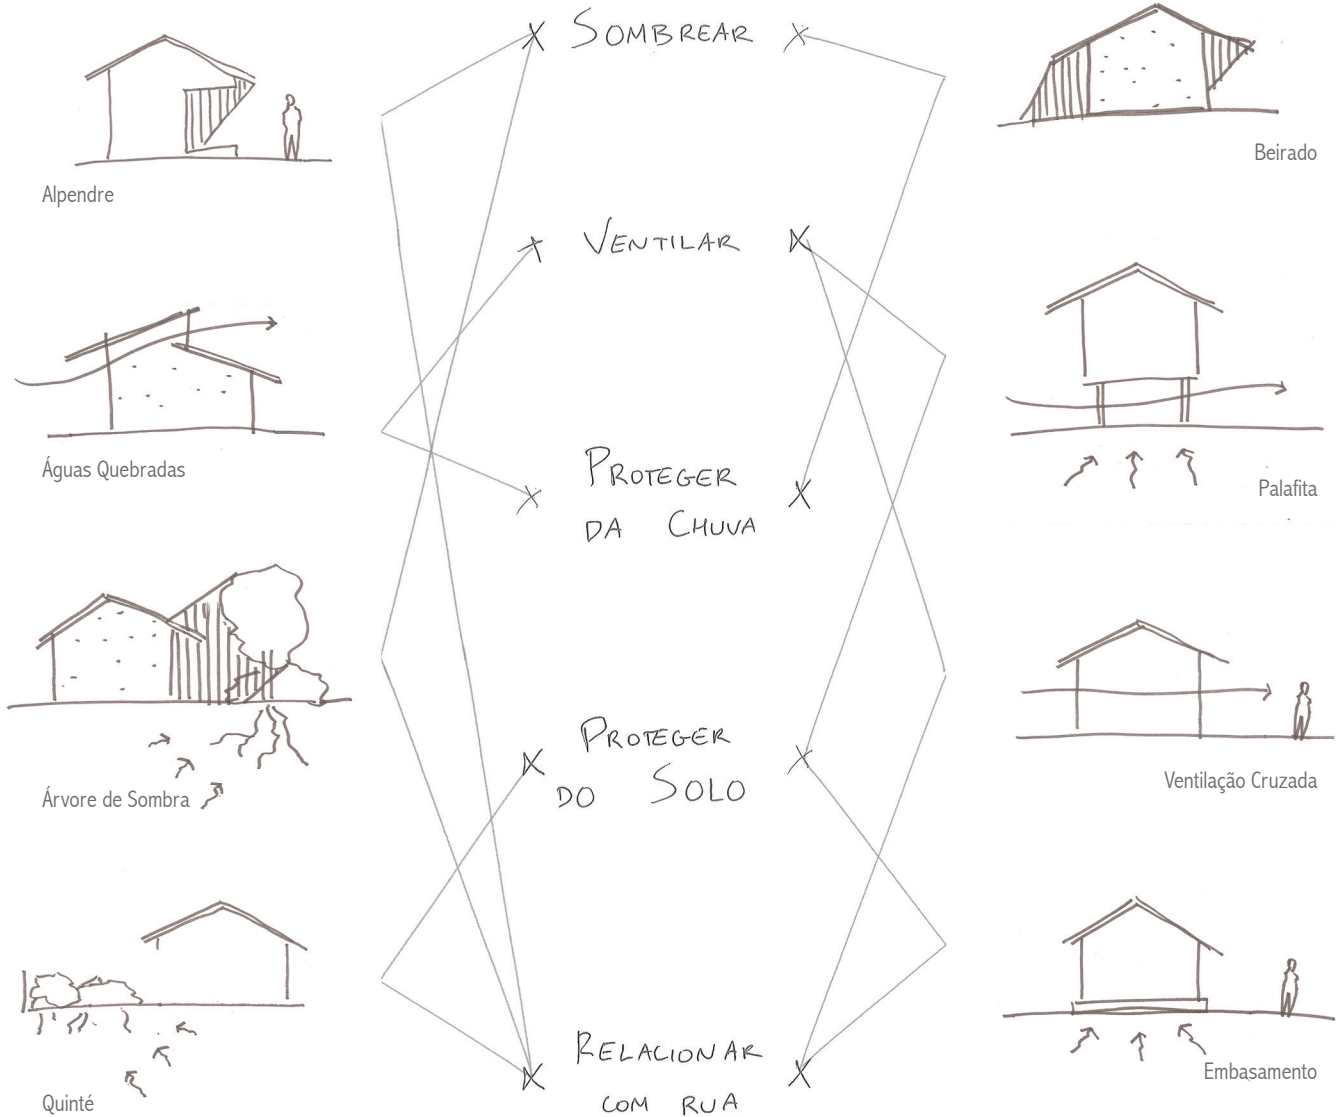 SOMBREAR
Beirado
Alpendre
VENTILAR
Águas Quebradas
PROTEGER
DA CHUVA
Palafita
PROTEGER
DO SOLO
Árvore de Sombra
Ventilação Cruzada
RELACIONAR
COM RUA
Embasamento
Quinté